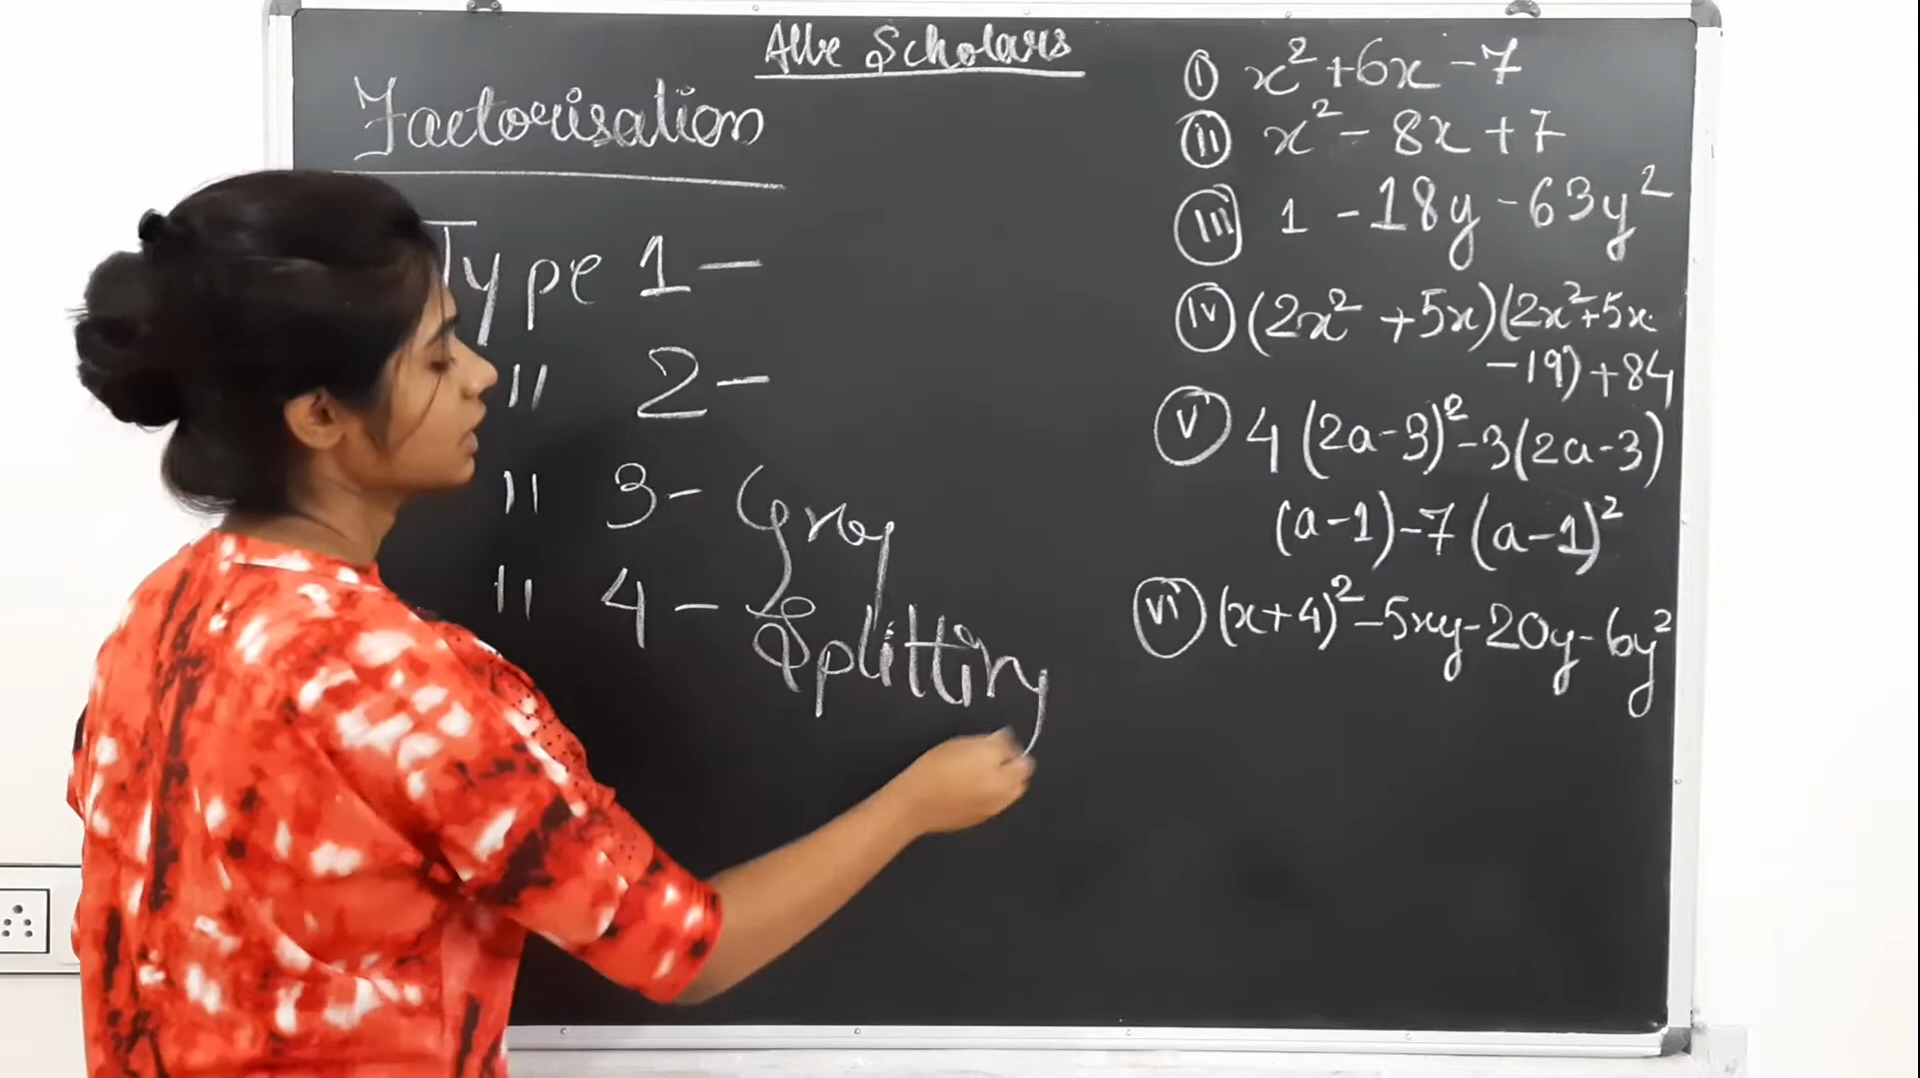 Alve Scholars
Factorisation
Type 1 -
" 2 -
" 3 - Grog
" 4 - Splitting
(i) x² + 6x - 7
(ii) x² - 8x + 7
(iii) 1 - 18y - 63y²
(iv) (2x² + 5x)(2x² + 5x
- 19) + 84
(v) 4(2a-3)² - 3(2a-3)
(a-1) - 7(a-1)²
(vi) (x+4)² - 5xy - 20y - 6y²